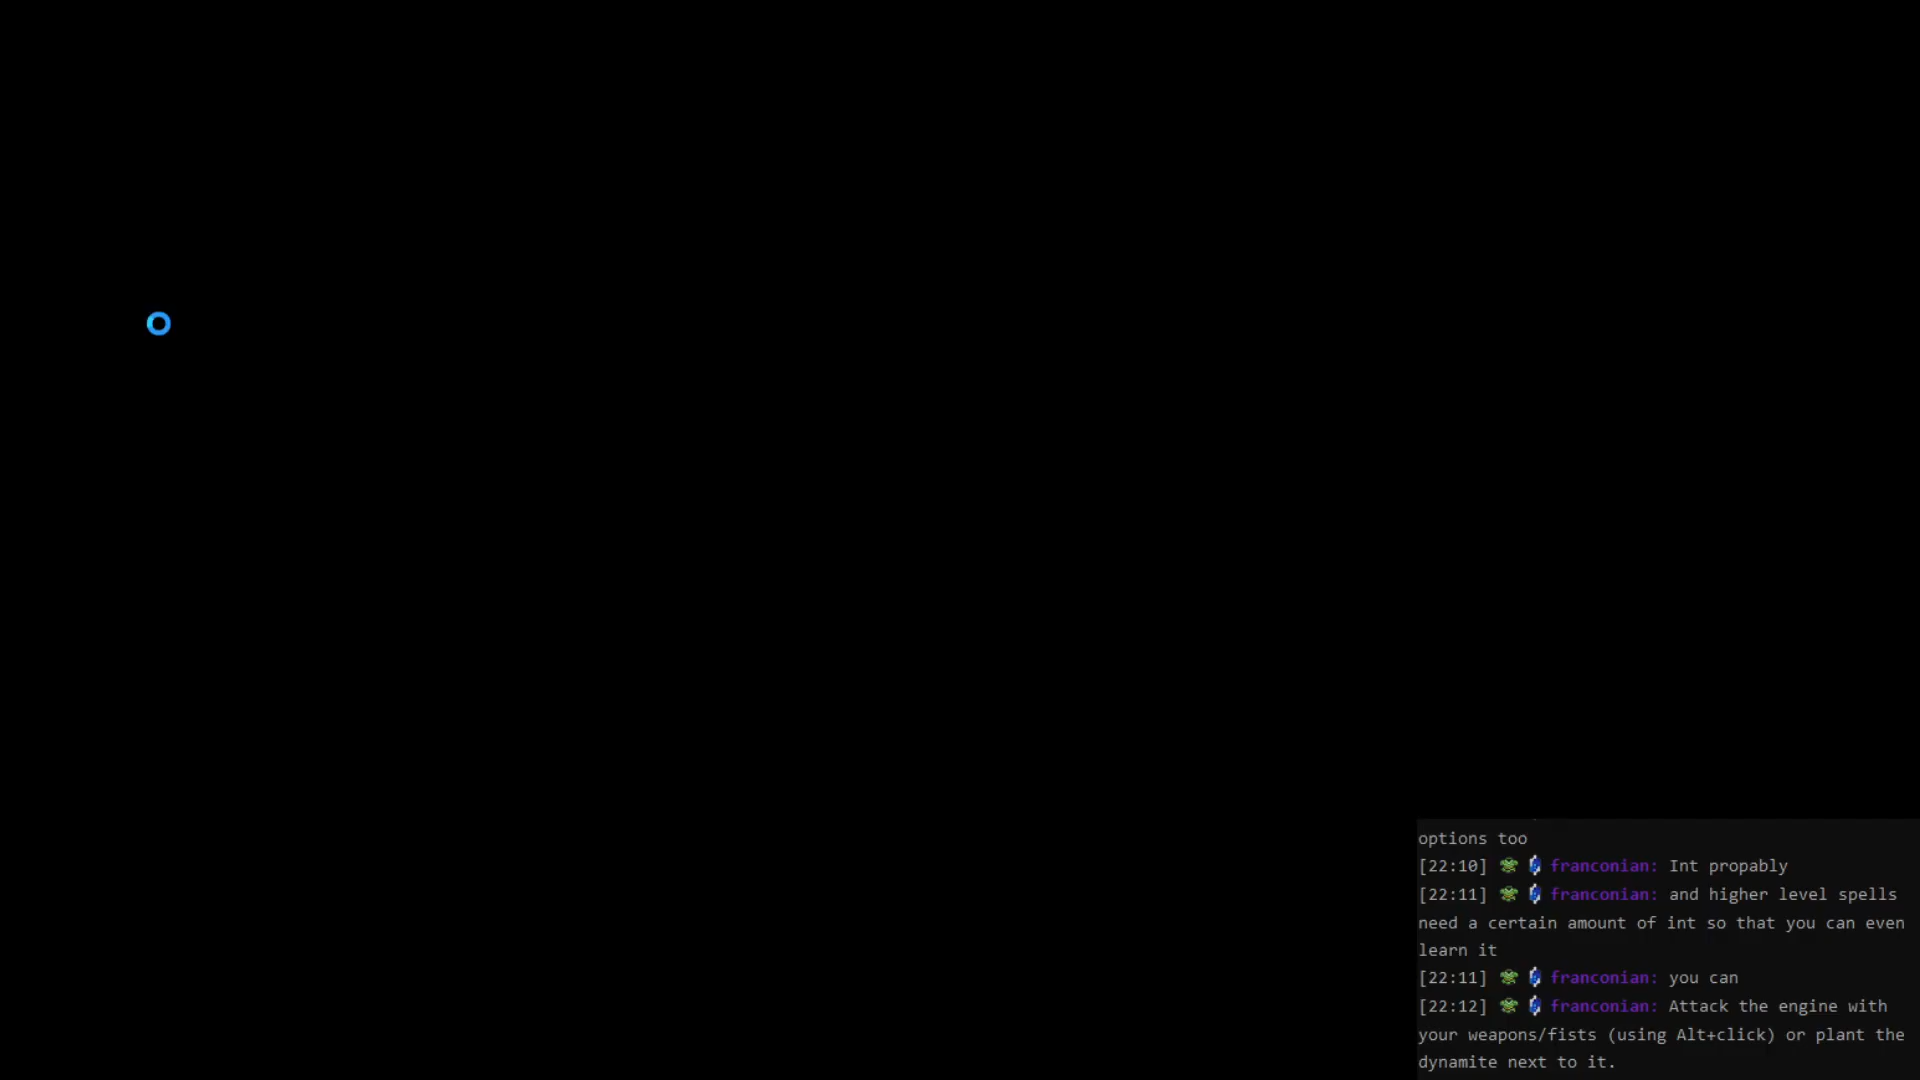 options too
[22:10] franconian: Int propably
[22:11] franconian: and higher level spells
need a certain amount of int so that you can even
learn it
[22:11] franconian: you can
[22:12] franconian: Attack the engine with
your weapons/fists (using Alt+click) or plant the
dynamite next to it.